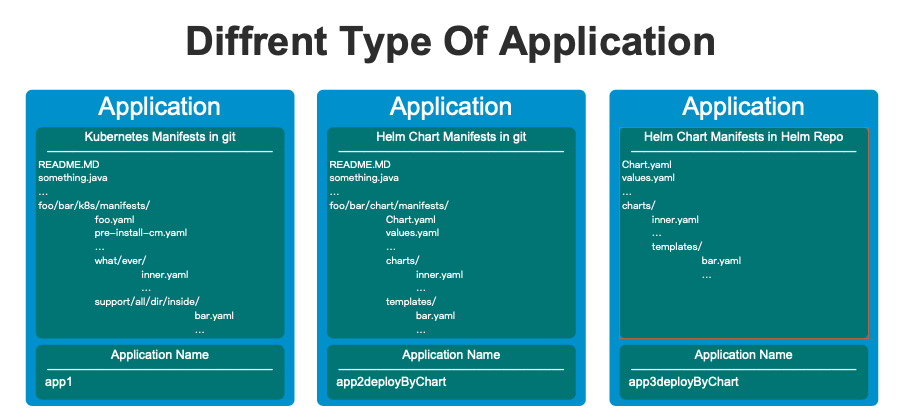 Diffrent Type Of Application
Application
Kubernetes Manifests in git
README.MD
something.java
...
foo/bar/k8s/manifests/
foo.yaml
pre-install-cm.yaml
...
what/ever/
inner.yaml
...
support/all/dir/inside/
bar.yaml
...
Application Name
app1
Application
Helm Chart Manifests in git
README.MD
something.java
...
foo/bar/chart/manifests/
Chart.yaml
values.yaml
...
charts/
inner.yaml
...
templates/
bar.yaml
...
Application Name
app2deployByChart
Application
Helm Chart Manifests in Helm Repo
Chart.yaml
values.yaml
...
charts/
inner.yaml
...
templates/
bar.yaml
...
Application Name
app3deployByChart